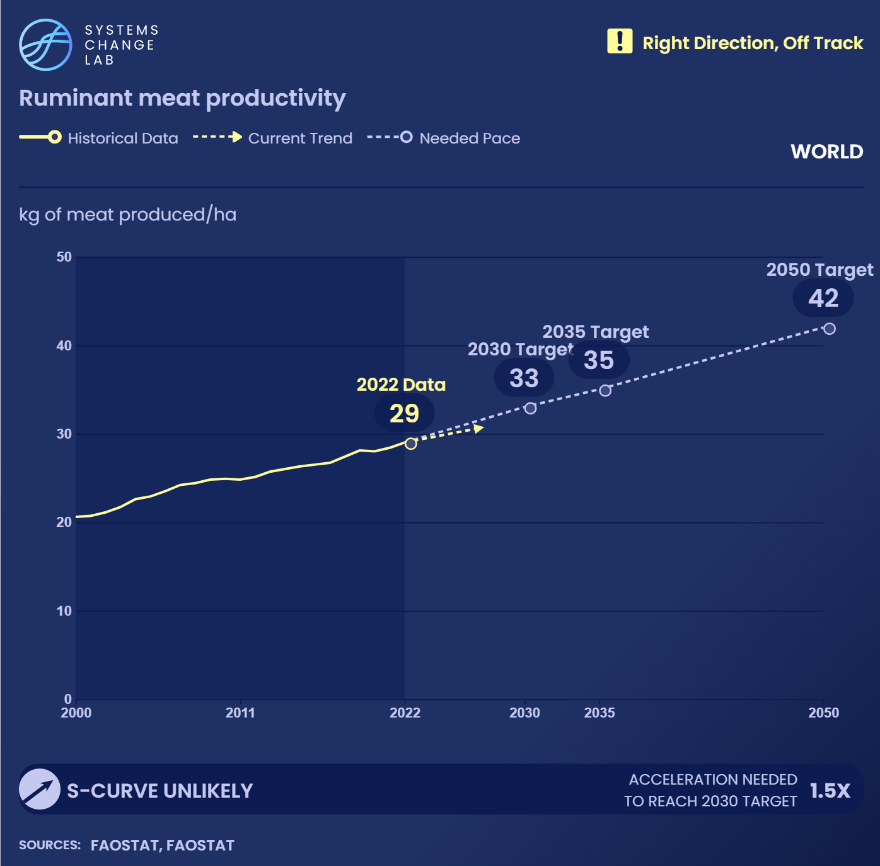 SYSTEMS
CHANGE
LAB
Right Direction, Off Track
Ruminant meat productivity
Historical Data
Current Trend
Needed Pace
WORLD
kg of meat produced/ha
50
40
30
20
10
0
2022 Data
29
2030 Target
33
2035 Target
35
2050 Target
42
2000
2011
2022
2030
2035
2050
S-CURVE UNLIKELY
ACCELERATION NEEDED
TO REACH 2030 TARGET
1.5X
SOURCES: FAOSTAT, FAOSTAT